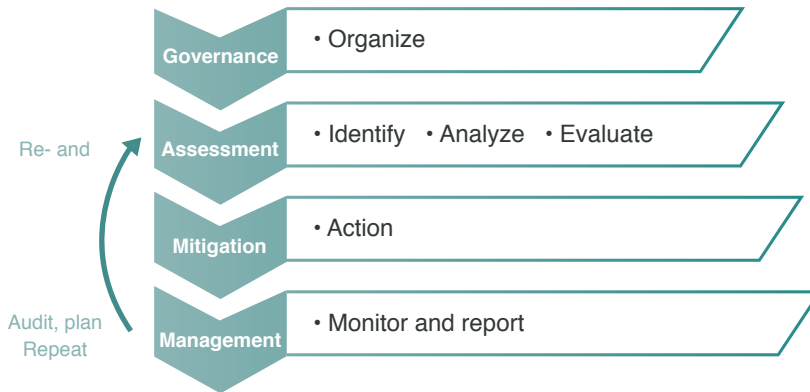 Governance
• Organize
Re- and
Assessment
• Identify • Analyze • Evaluate
Mitigation
• Action
Audit, plan
Repeat
Management
• Monitor and report